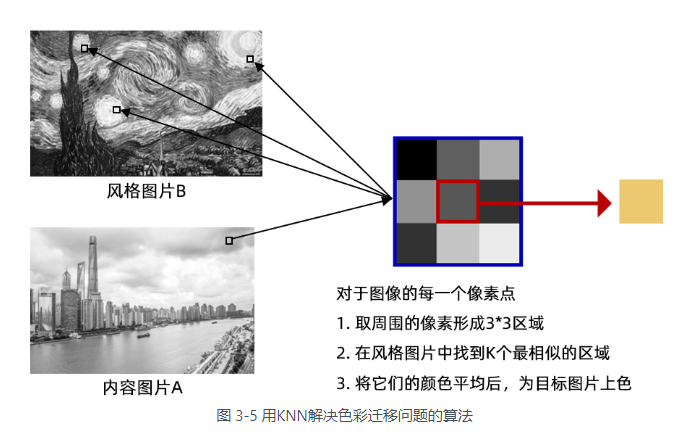 风格图片B
内容图片A
对于图像的每一个像素点
1. 取周围的像素形成3*3区域
2. 在风格图片中找到K个最相似的区域
3. 将它们的颜色平均后，为目标图片上色
图 3-5 用KNN解决色彩迁移问题的算法